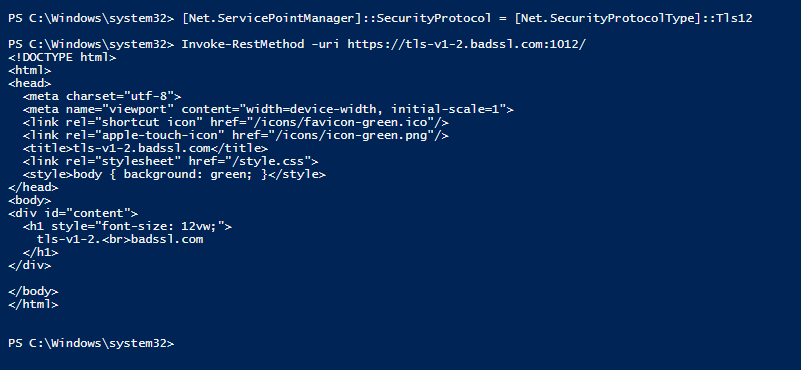 PS C:\Windows\system32> [Net.ServicePointManager]::SecurityProtocol = [Net.SecurityProtocolType]::Tls12
PS C:\Windows\system32> Invoke-RestMethod -uri https://tls-v1-2.badssl.com:1012/
<!DOCTYPE html>
<html>
<head>
  <meta charset="utf-8">
  <meta name="viewport" content="width=device-width, initial-scale=1">
  <link rel="shortcut icon" href="/icons/favicon-green.ico"/>
  <link rel="apple-touch-icon" href="/icons/icon-green.png"/>
  <title>tls-v1-2.badssl.com</title>
  <link rel="stylesheet" href="/style.css">
  <style>body { background: green; }</style>
</head>
<body>
<div id="content">
  <h1 style="font-size: 12vw;">
    tls-v1-2.<br>badssl.com
  </h1>
</div>
</body>
</html>
PS C:\Windows\system32>